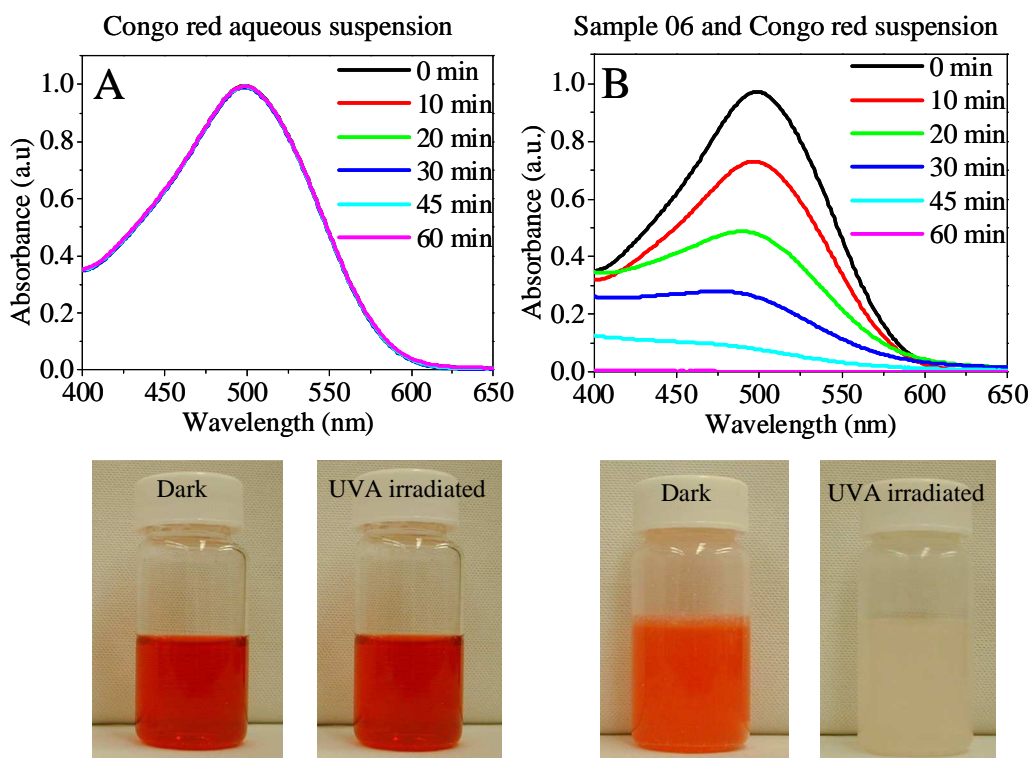 Congo red aqueous suspension
A
0 min
10 min
20 min
30 min
45 min
60 min
1.0
0.8
0.6
0.4
0.2
0.0
Absorbance (a.u)
400 450 500 550 600 650
Wavelength (nm)
Sample 06 and Congo red suspension
B
0 min
10 min
20 min
30 min
45 min
60 min
1.0
0.8
0.6
0.4
0.2
0.0
Absorbance (a.u.)
400 450 500 550 600 650
Wavelength (nm)
Dark
UVA irradiated
Dark
UVA irradiated